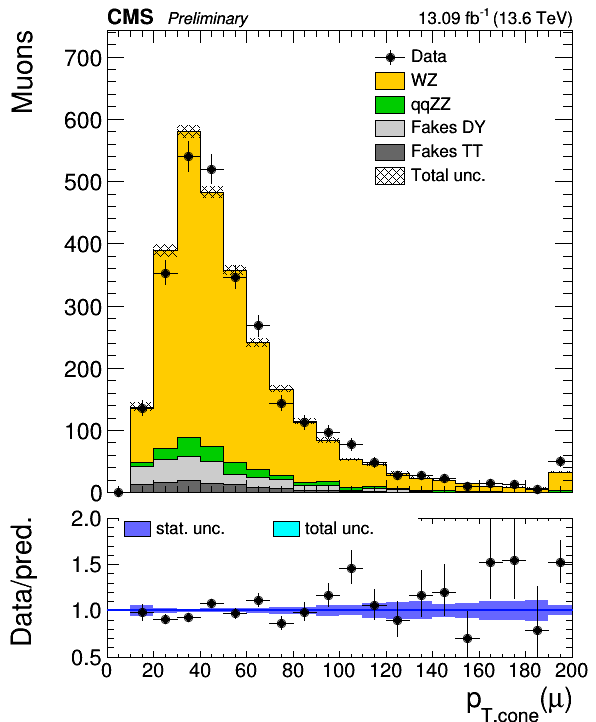 CMS Preliminary 13.09 fb⁻¹ (13.6 TeV)
Muons
700
600
500
400
300
200
100
0
Data
WZ
qqZZ
Fakes DY
Fakes TT
Total unc.
Data/pred.
2.0
1.5
1.0
0.5
stat. unc. total unc.
0 20 40 60 80 100 120 140 160 180 200
p_T,cone(μ)